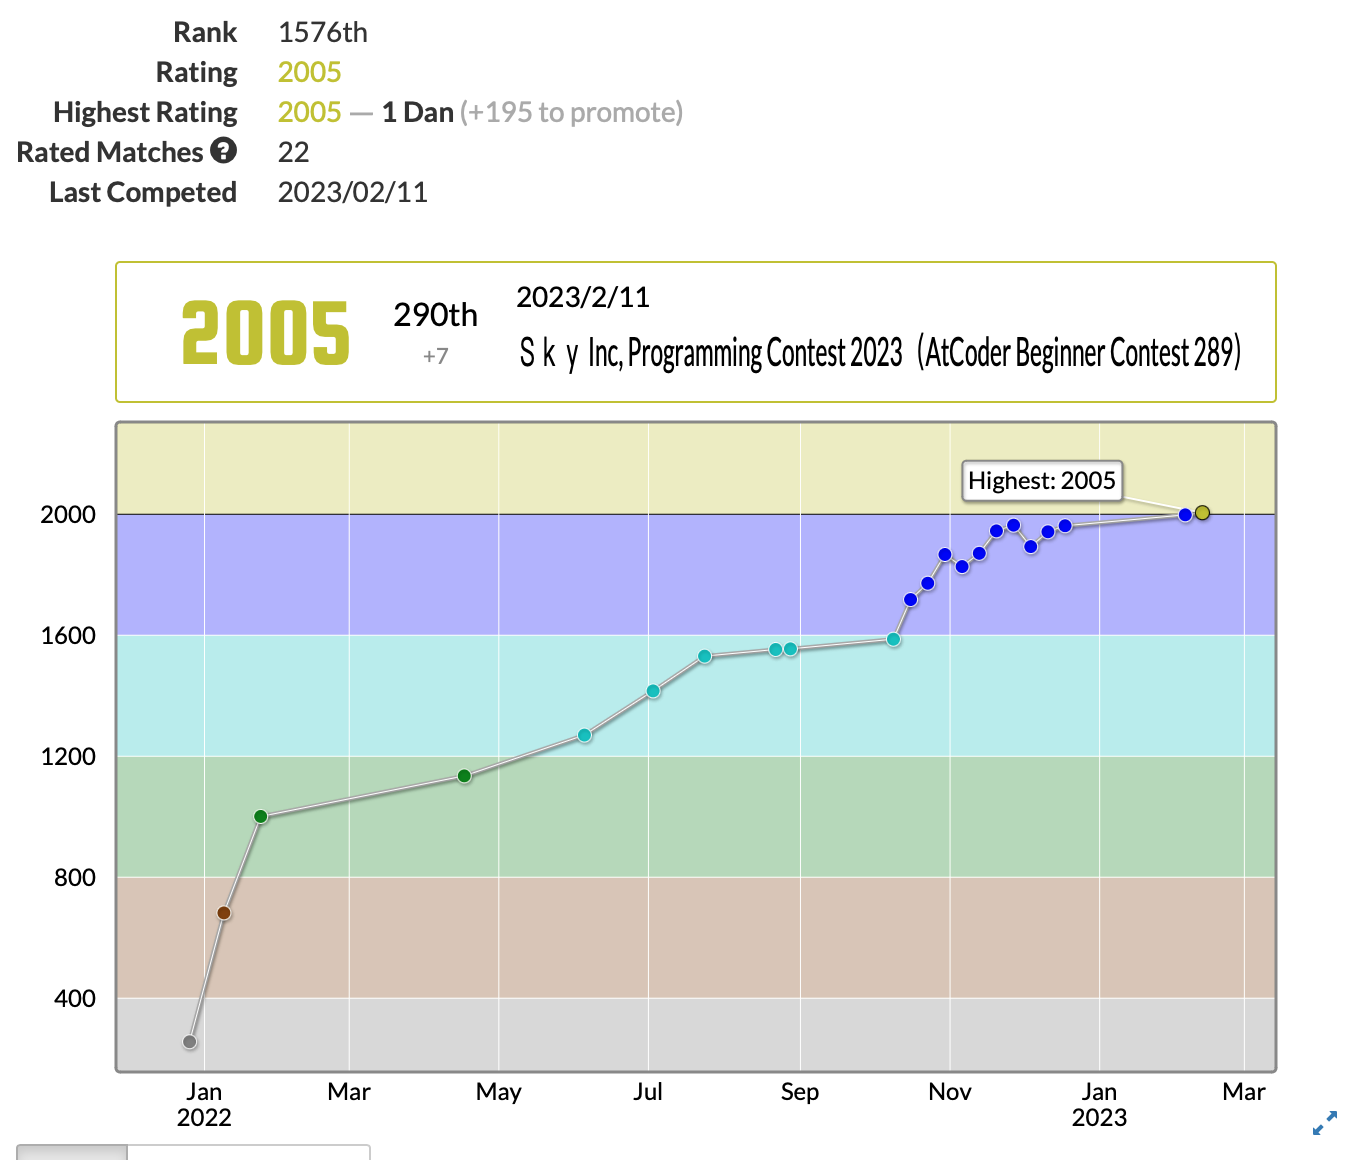 Rank 1576th
Rating 2005
Highest Rating 2005 — 1 Dan (+195 to promote)
Rated Matches ? 22
Last Competed 2023/02/11
2005 290th +7 2023/2/11
Ｓｋｙ Inc, Programming Contest 2023（AtCoder Beginner Contest 289）
Highest: 2005
2000
1600
1200
800
400
Jan Mar May Jul Sep Nov Jan Mar
2022 2023